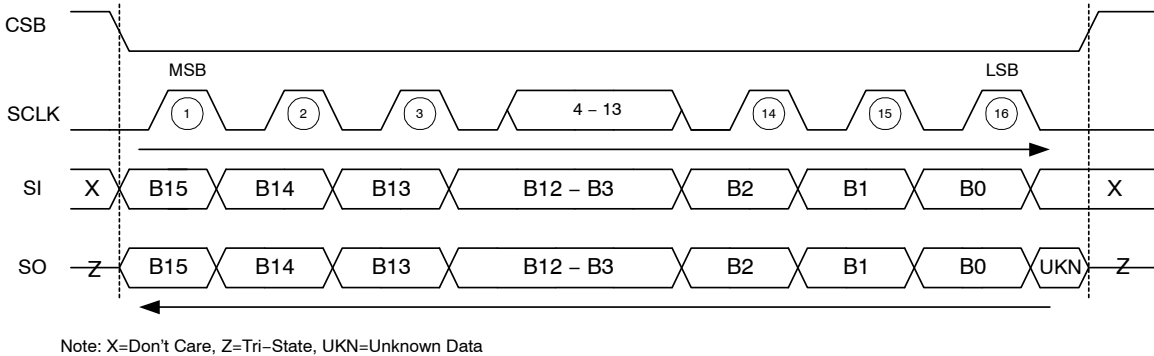 CSB
MSB LSB
SCLK 1 2 3 4 – 13 14 15 16
SI X B15 B14 B13 B12 – B3 B2 B1 B0 X
SO Z B15 B14 B13 B12 – B3 B2 B1 B0 UKN Z
Note: X=Don't Care, Z=Tri–State, UKN=Unknown Data